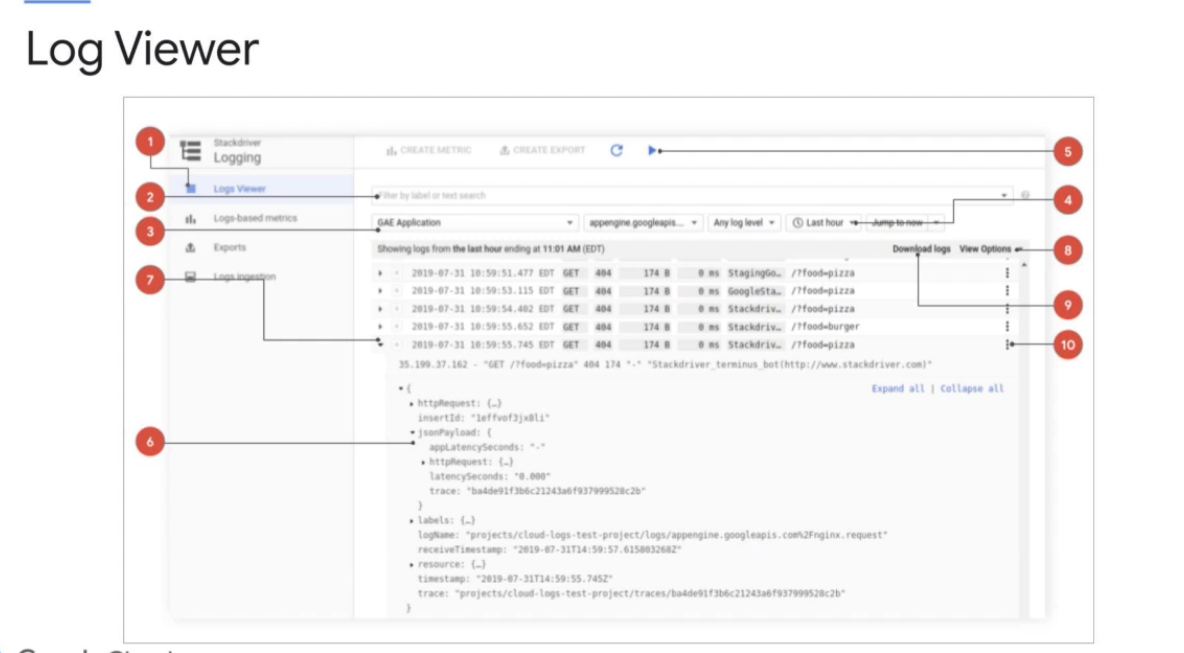 Log Viewer
1
Stackdriver
Logging
CREATE METRIC CREATE EXPORT
5
Logs Viewer
2
Filter by label or text search
4
Logs-based metrics
3
GAE Application appengine.googleapis... Any log level Last hour Jump to now
Exports
Showing logs from the last hour ending at 11:01 AM (EDT) Download logs View Options
8
7
Logs ingestion
2019-07-31 10:59:51.477 EDT GET 404 174 B 0 ms StagingGo… /?food=pizza
2019-07-31 10:59:53.115 EDT GET 404 174 B 0 ms GoogleSta… /?food=pizza
9
2019-07-31 10:59:54.402 EDT GET 404 174 B 0 ms Stackdriv… /?food=pizza
2019-07-31 10:59:55.652 EDT GET 404 174 B 0 ms Stackdriv… /?food=burger
2019-07-31 10:59:55.745 EDT GET 404 174 B 0 ms Stackdriv… /?food=pizza
10
35.199.37.162 - "GET /?food=pizza" 404 174 "-" "Stackdriver_terminus_bot(http://www.stackdriver.com)"
{ Expand all | Collapse all
httpRequest: {…}
insertId: "1effvof3jx8li"
jsonPayload: {
6
appLatencySeconds: "-"
httpRequest: {…}
latencySeconds: "0.000"
trace: "ba4de91f3b6c21243a6f937999528c2b"
}
labels: {…}
logName: "projects/cloud-logs-test-project/logs/appengine.googleapis.com%2Fnginx.request"
receiveTimestamp: "2019-07-31T14:59:57.615803268Z"
resource: {…}
timestamp: "2019-07-31T14:59:55.745Z"
trace: "projects/cloud-logs-test-project/traces/ba4de91f3b6c21243a6f937999528c2b"
}